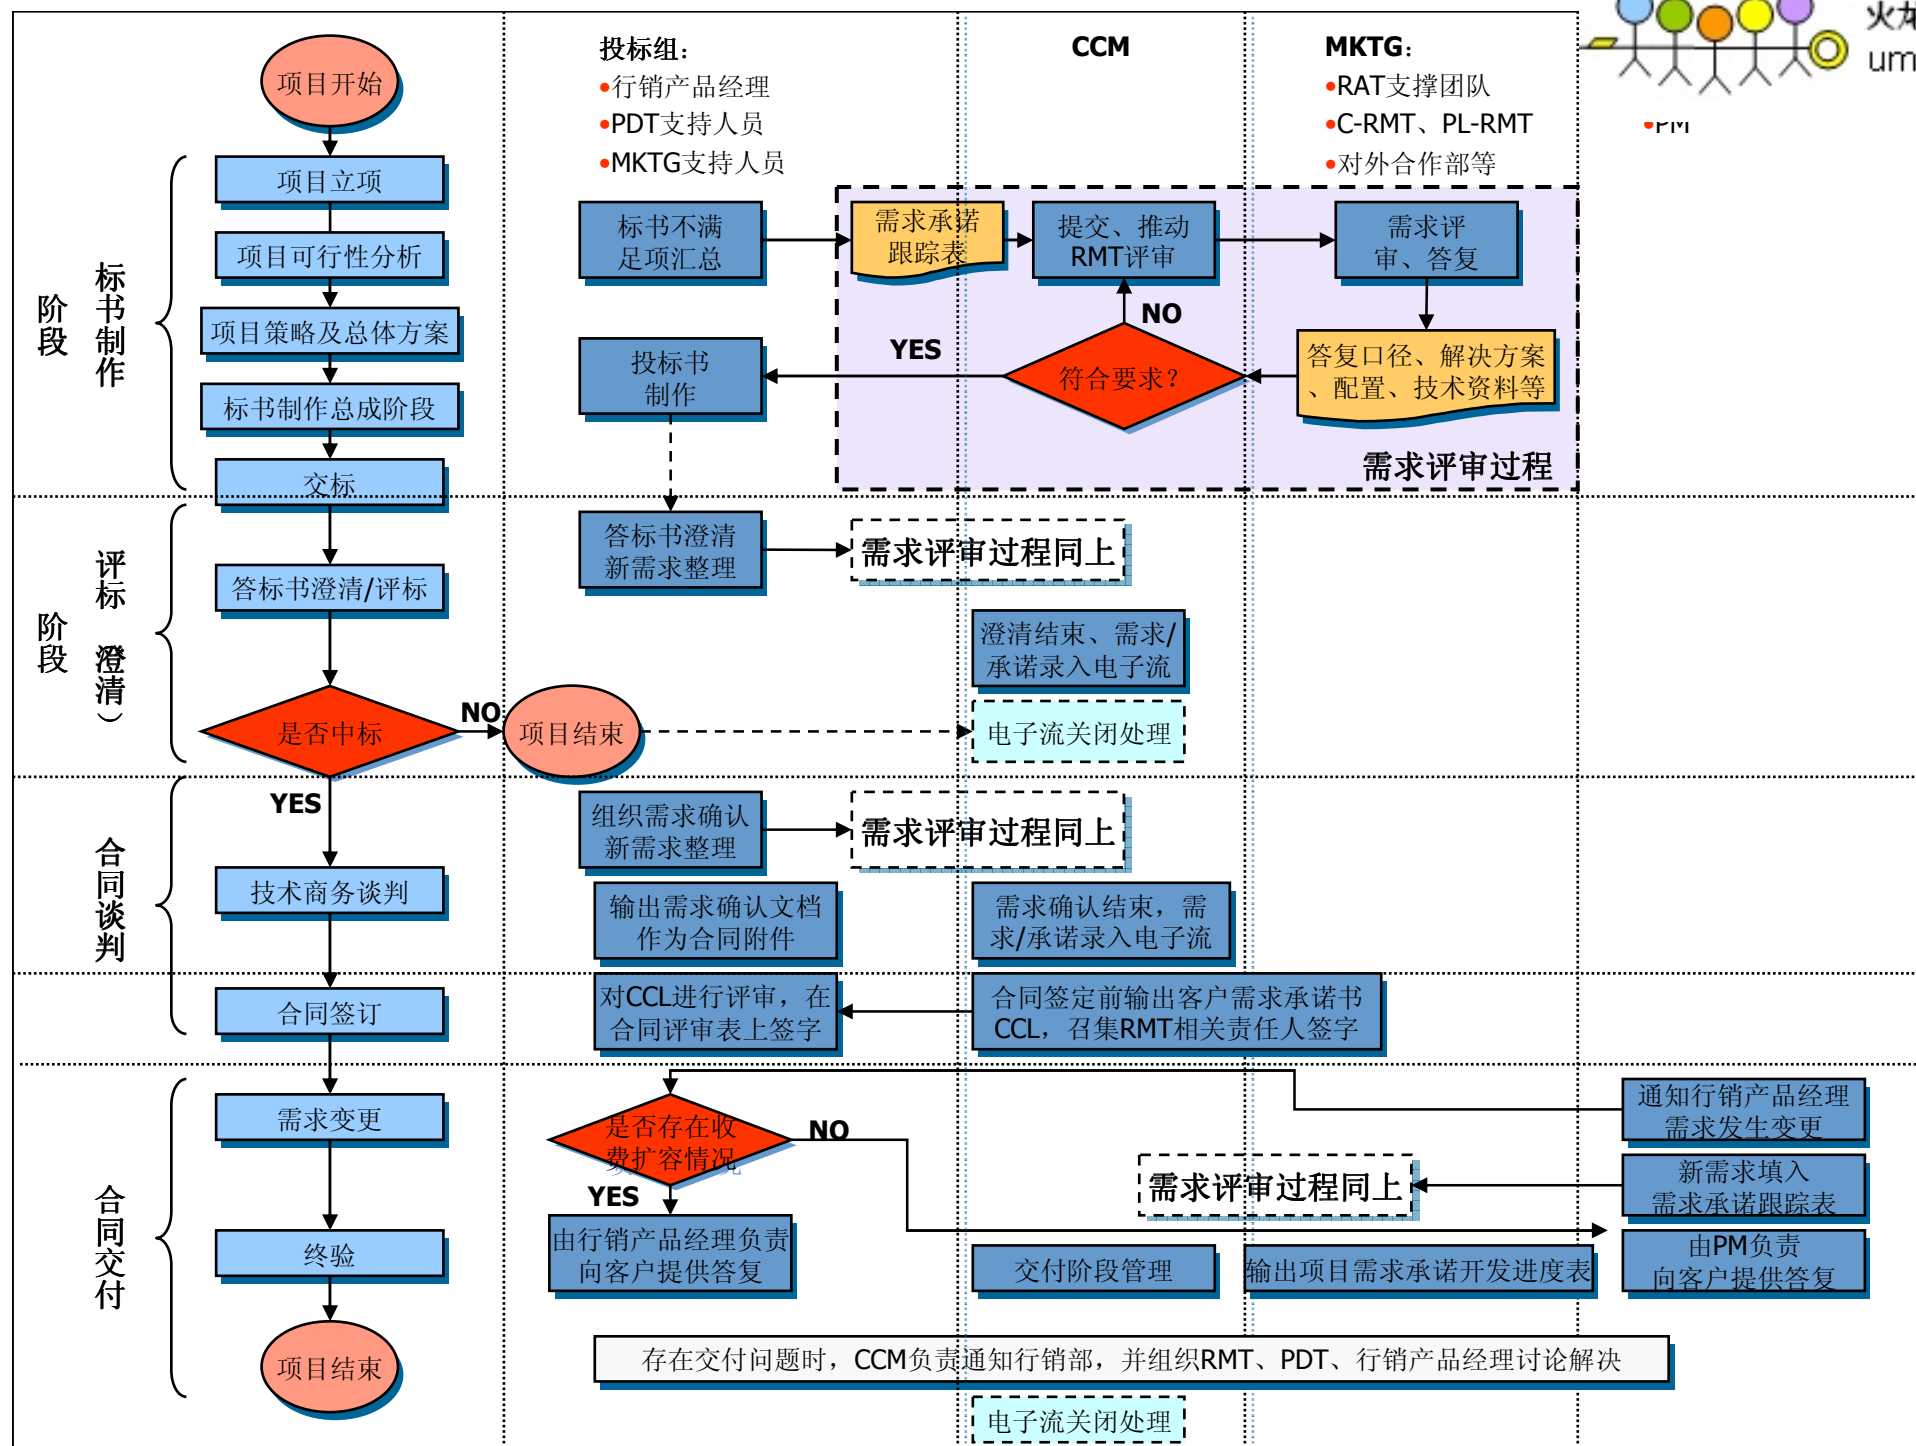 火龙
um
投标组：
•行销产品经理
•PDT支持人员
•MKTG支持人员
CCM
MKTG：
•RAT支撑团队
•C-RMT、PL-RMT
•对外合作部等
•PM
项目开始
标书制作
阶段
项目立项
项目可行性分析
项目策略及总体方案
标书制作总成阶段
交标
标书不满
足项汇总
需求承诺
跟踪表
提交、推动
RMT评审
需求评
审、答复
NO
YES
投标书
制作
符合要求?
答复口径、解决方案
、配置、技术资料等
需求评审过程
评标
澄清）
阶段
答标书澄清/评标
是否中标
NO
项目结束
答标书澄清
新需求整理
需求评审过程同上
澄清结束、需求/
承诺录入电子流
电子流关闭处理
YES
合同谈判
技术商务谈判
合同签订
组织需求确认
新需求整理
需求评审过程同上
输出需求确认文档
作为合同附件
需求确认结束，需
求/承诺录入电子流
对CCL进行评审，在
合同评审表上签字
合同签定前输出客户需求承诺书
CCL，召集RMT相关责任人签字
合同交付
需求变更
终验
项目结束
是否存在收
费扩容情况
NO
YES
由行销产品经理负责
向客户提供答复
通知行销产品经理
需求发生变更
需求评审过程同上
新需求填入
需求承诺跟踪表
交付阶段管理
输出项目需求承诺开发进度表
由PM负责
向客户提供答复
存在交付问题时，CCM负责通知行销部，并组织RMT、PDT、行销产品经理讨论解决
电子流关闭处理